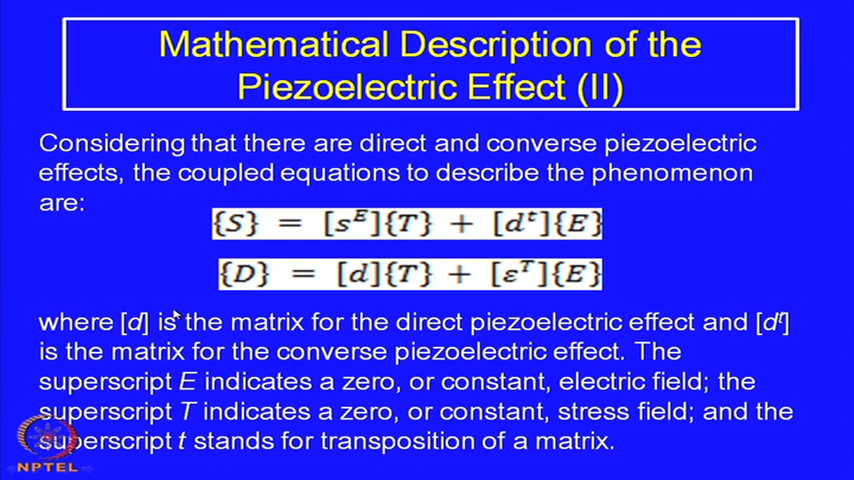 Mathematical Description of the
Piezoelectric Effect (II)
Considering that there are direct and converse piezoelectric
effects, the coupled equations to describe the phenomenon
are:
{S} = [s^E]{T} + [d^t]{E}
{D} = [d]{T} + [ε^T]{E}
where [d] is the matrix for the direct piezoelectric effect and [d^t]
is the matrix for the converse piezoelectric effect. The
superscript E indicates a zero, or constant, electric field; the
superscript T indicates a zero, or constant, stress field; and the
superscript t stands for transposition of a matrix.
NPTEL